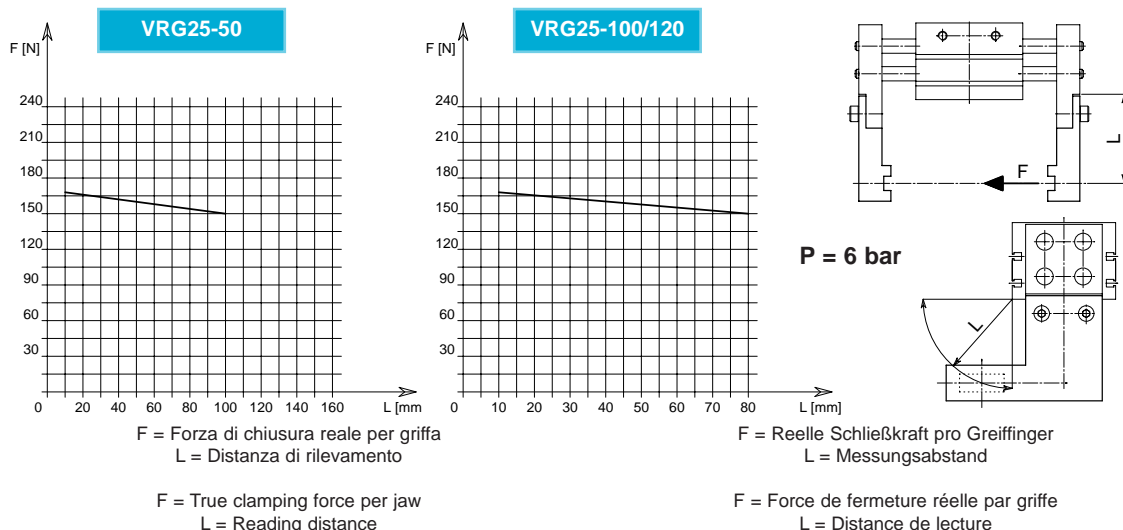 VRG25-50
F [N]
240
210
180
150
120
90
60
30
0 20 40 60 80 100 120 140 160 L [mm
VRG25-100/120
F [N]
240
210
180
150
120
90
60
30
0 10 20 30 40 50 60 70 80 L [mm]
L
F
P = 6 bar
L
F = Forza di chiusura reale per griffa
L = Distanza di rilevamento
F = Reelle Schließkraft pro Greiffinger
L = Messungsabstand
F = True clamping force per jaw
L = Reading distance
F = Force de fermeture réelle par griffe
L = Distance de lecture